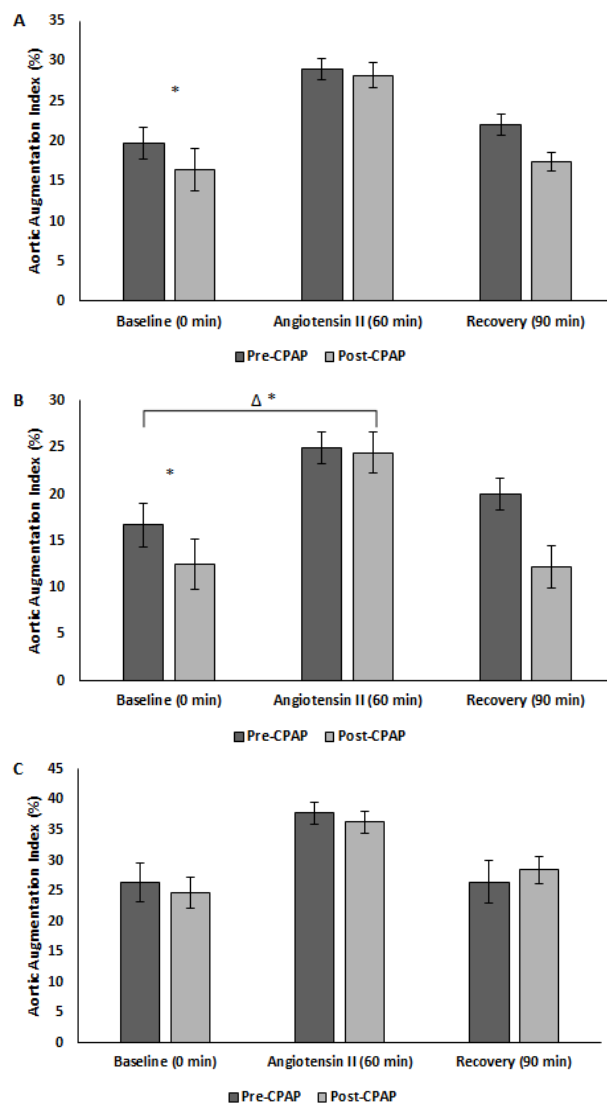 A
Aortic Augmentation Index (%)
35
30
25
20
15
10
5
0
*
Baseline (0 min) Angiotensin II (60 min) Recovery (90 min)
Pre-CPAP Post-CPAP
B
Aortic Augmentation Index (%)
30
25
20
15
10
5
0
Δ *
*
Baseline (0 min) Angiotensin II (60 min) Recovery (90 min)
Pre-CPAP Post-CPAP
C
Aortic Augmentation Index (%)
45
40
35
30
25
20
15
10
5
0
Baseline (0 min) Angiotensin II (60 min) Recovery (90 min)
Pre-CPAP Post-CPAP